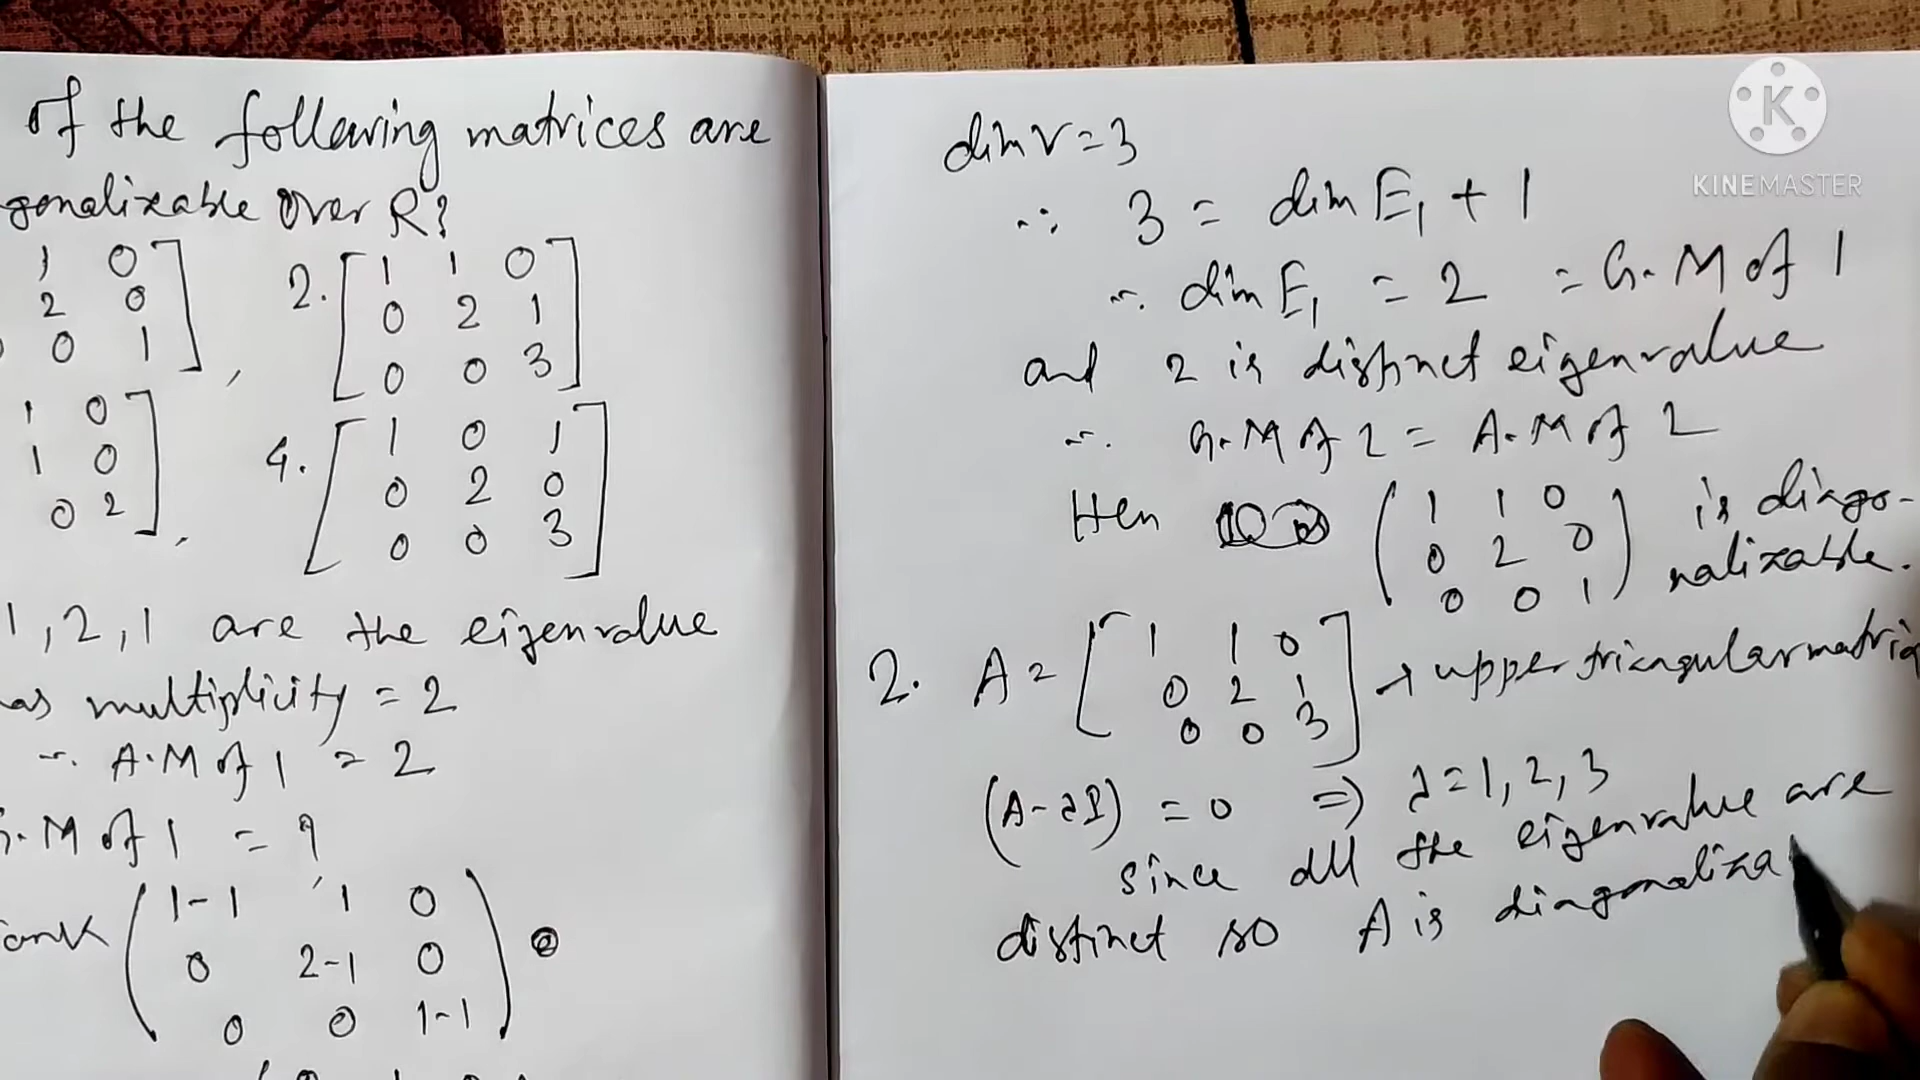 of the following matrices are
gonalizable over R?
1 0
2 0
0 1 ,
2. [ 1 1 0
0 2 1
0 0 3 ]
1 0
1 0
0 2 ,
4. [ 1 0 1
0 2 0
0 0 3 ]
1, 2, 1 are the eigenvalue
as multiplicity = 2
∴ A.M of 1 = 2
G.M of 1 = ?
rank ( 1-1 1 0
0 2-1 0
0 0 1-1 )
dim V = 3
∴ 3 = dim E₁ + 1
∴ dim E₁ = 2 = G.M of 1
and 2 is distinct eigenvalue
∴ G.M of 2 = A.M of 2
Hen ( 1 1 0
0 2 0
0 0 1 ) is diago-
nalizable.
2. A = [ 1 1 0
0 2 1
0 0 3 ] → upper triangular matri
(A-λI) = 0 ⇒ λ = 1, 2, 3
since all the eigenvalue are
distinct so A is diagonaliza
K
KINEMASTER